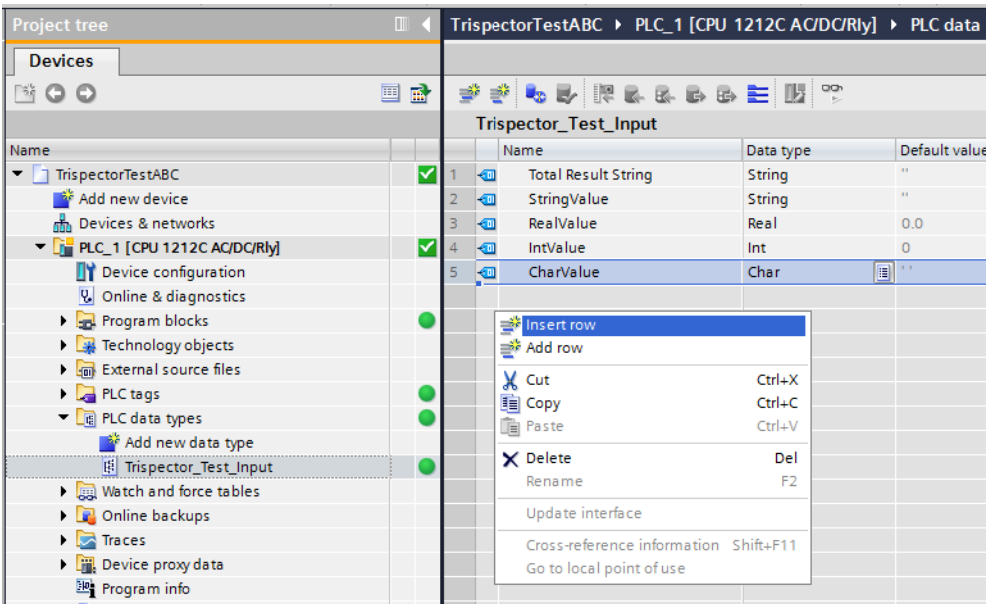 Project tree
TrispectorTestABC PLC_1 [CPU 1212C AC/DC/Rly] PLC data
Devices
Trispector_Test_Input
Name
Name Data type Default value
TrispectorTestABC
1 Total Result String String ''
Add new device
2 StringValue String ''
Devices & networks
3 RealValue Real 0.0
PLC_1 [CPU 1212C AC/DC/Rly]
4 IntValue Int 0
Device configuration
5 CharValue Char ' '
Online & diagnostics
Program blocks
Technology objects
External source files
PLC tags
PLC data types
Add new data type
Trispector_Test_Input
Watch and force tables
Online backups
Traces
Device proxy data
Program info
Insert row
Add row
Cut Ctrl+X
Copy Ctrl+C
Paste Ctrl+V
Delete Del
Rename F2
Update interface
Cross-reference information Shift+F11
Go to local point of use